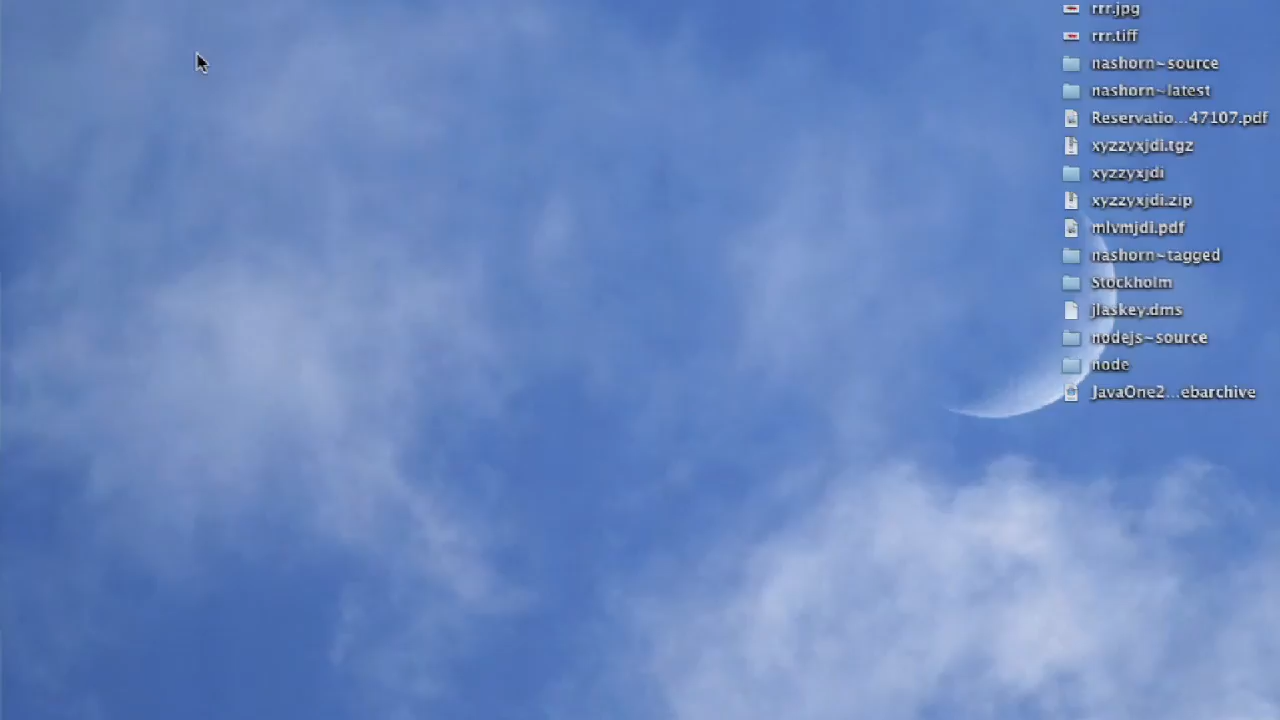 rrr.jpg
rrr.tiff
nashorn~source
nashorn~latest
Reservatio...47107.pdf
xyzzyxjdi.tgz
xyzzyxjdi
xyzzyxjdi.zip
mlvmjdi.pdf
nashorn~tagged
Stockholm
jlaskey.dms
nodejs~source
node
JavaOne2...ebarchive